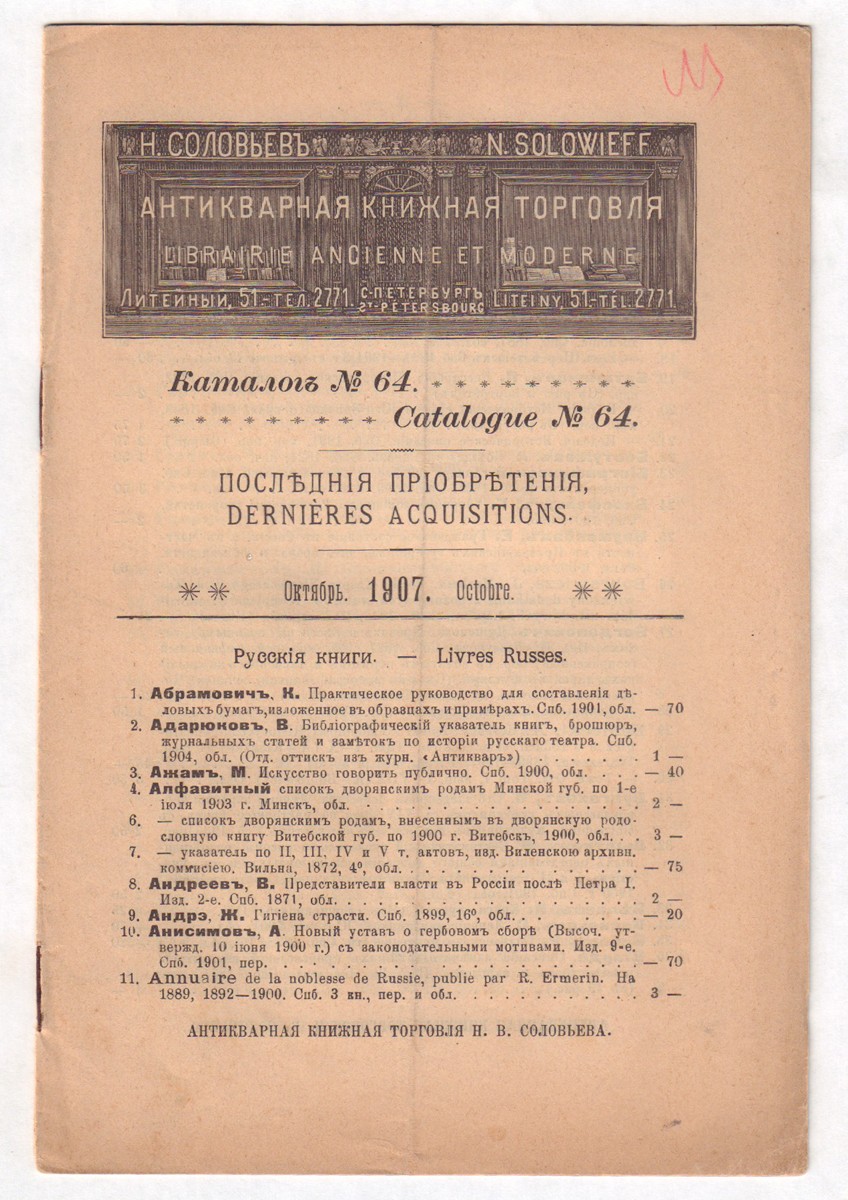 Н. СОЛОВЬЕВЪ N. SOLOWIEFF
АНТИКВАРНАЯ КНИЖНАЯ ТОРГОВЛЯ
LIBRAIRIE ANCIENNE ET MODERNE
ЛИТЕЙНЫЙ, 51.-ТЕЛ. 2771. С-ПЕТЕРБУРГЪ LITEINY, 51.-TÉL. 2771.
ST-PÉTERSBOURG
Каталогъ № 64.
Catalogue № 64.
ПОСЛѢДНІЯ ПРІОБРѢТЕНІЯ,
DERNIÈRES ACQUISITIONS.
Октябрь. 1907. Octobre.
Русскія книги. — Livres Russes.
1. Абрамовичъ, К. Практическое руководство для составленія дѣ-
ловыхъ бумагъ, изложенное въ образцахъ и примѣрахъ. Спб. 1901, обл. — 70
2. Адарюковъ, В. Библіографическій указатель книгъ, брошюръ,
журнальныхъ статей и замѣтокъ по исторіи русскаго театра. Спб.
1904, обл. (Отд. оттискъ изъ журн. «Антикваръ») . . . . . . . 1 —
3. Ажамъ, М. Искусство говорить публично. Спб. 1900, обл. . . . — 40
4. Алфавитный списокъ дворянскимъ родамъ Минской губ. по 1-е
іюля 1903 г. Минскъ, обл. . . . . . . . . . . . . . . . . . 2 —
6. — списокъ дворянскимъ родамъ, внесеннымъ въ дворянскую родо-
словную книгу Витебской губ. по 1900 г. Витебскъ, 1900, обл. . . 3 —
7. — указатель по II, III, IV и V т. актовъ, изд. Виленскою архивн.
коммисіею. Вильна, 1872, 4⁰, обл. . . . . . . . . . . . . . . — 75
8. Андреевъ, В. Представители власти въ Россіи послѣ Петра I.
Изд. 2-е. Спб. 1871, обл. . . . . . . . . . . . . . . . . . . 2 —
9. Андрэ, Ж. Гигіена страсти. Спб. 1899, 16⁰, обл. . . . . . . . — 20
10. Анисимовъ, А. Новый уставъ о гербовомъ сборѣ (Высоч. ут-
вержд. 10 іюня 1900 г.) съ законодательными мотивами. Изд. 9-е.
Спб. 1901, пер. . . . . . . . . . . . . . . . . . . . . . . — 70
11. Annuaire de la noblesse de Russie, publie par R. Ermerin. На
1889, 1892—1900. Спб. 3 кн., пер. и обл. . . . . . . . . . . . 3 —
АНТИКВАРНАЯ КНИЖНАЯ ТОРГОВЛЯ Н. В. СОЛОВЬЕВА.